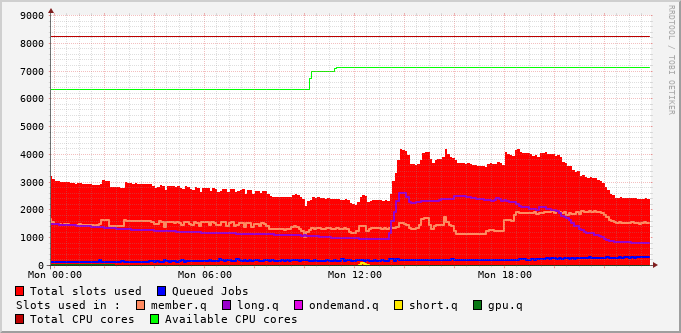 RRDTOOL / TOBI OETIKER
9000
8000
7000
6000
5000
4000
3000
2000
1000
0
Mon 00:00 Mon 06:00 Mon 12:00 Mon 18:00
Total slots used Queued Jobs
Slots used in : member.q long.q ondemand.q short.q gpu.q
Total CPU cores Available CPU cores